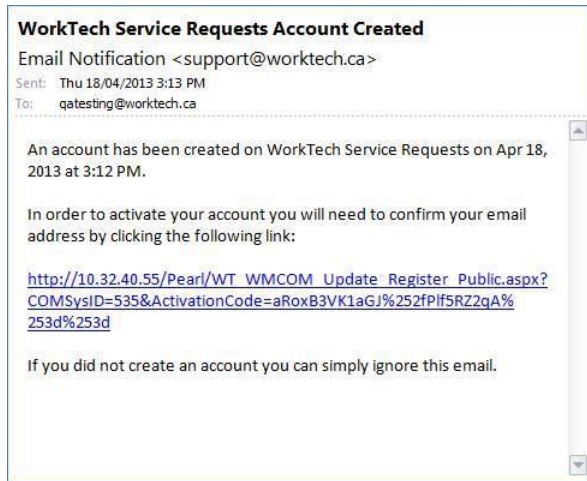 WorkTech Service Requests Account Created
Email Notification <support@worktech.ca>
Sent: Thu 18/04/2013 3:13 PM
To: qatesting@worktech.ca
An account has been created on WorkTech Service Requests on Apr 18,
2013 at 3:12 PM.
In order to activate your account you will need to confirm your email
address by clicking the following link:
http://10.32.40.55/Pearl/WT_WMCOM_Update_Register_Public.aspx?
COMSysID=535&ActivationCode=aRoxB3VK1aGJ%252fPlf5RZ2qA%
253d%253d
If you did not create an account you can simply ignore this email.